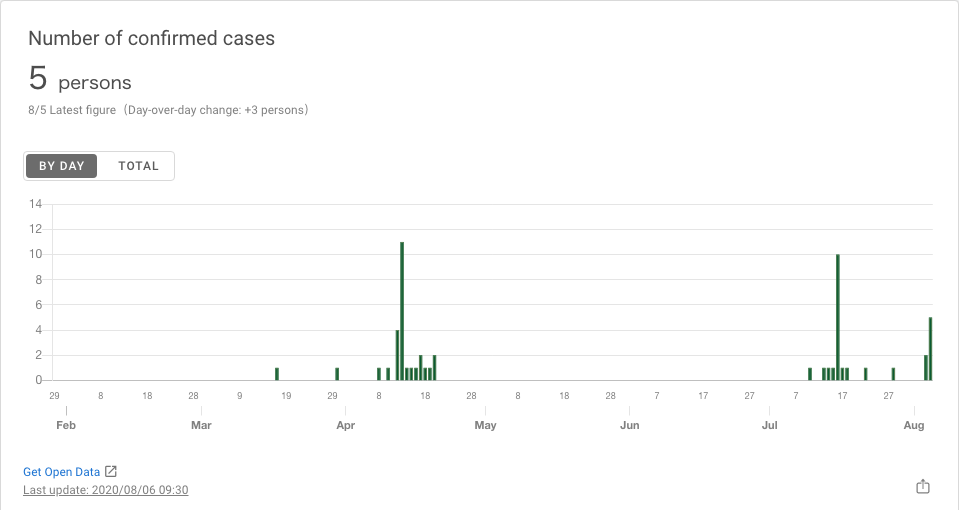 Number of confirmed cases
5 persons
8/5 Latest figure（Day-over-day change: +3 persons）
BY DAY TOTAL
14
12
10
8
6
4
2
0
29 8 18 28 9 19 29 8 18 28 8 18 28 7 17 27 7 17 27
Feb Mar Apr May Jun Jul Aug
Get Open Data
Last update: 2020/08/06 09:30